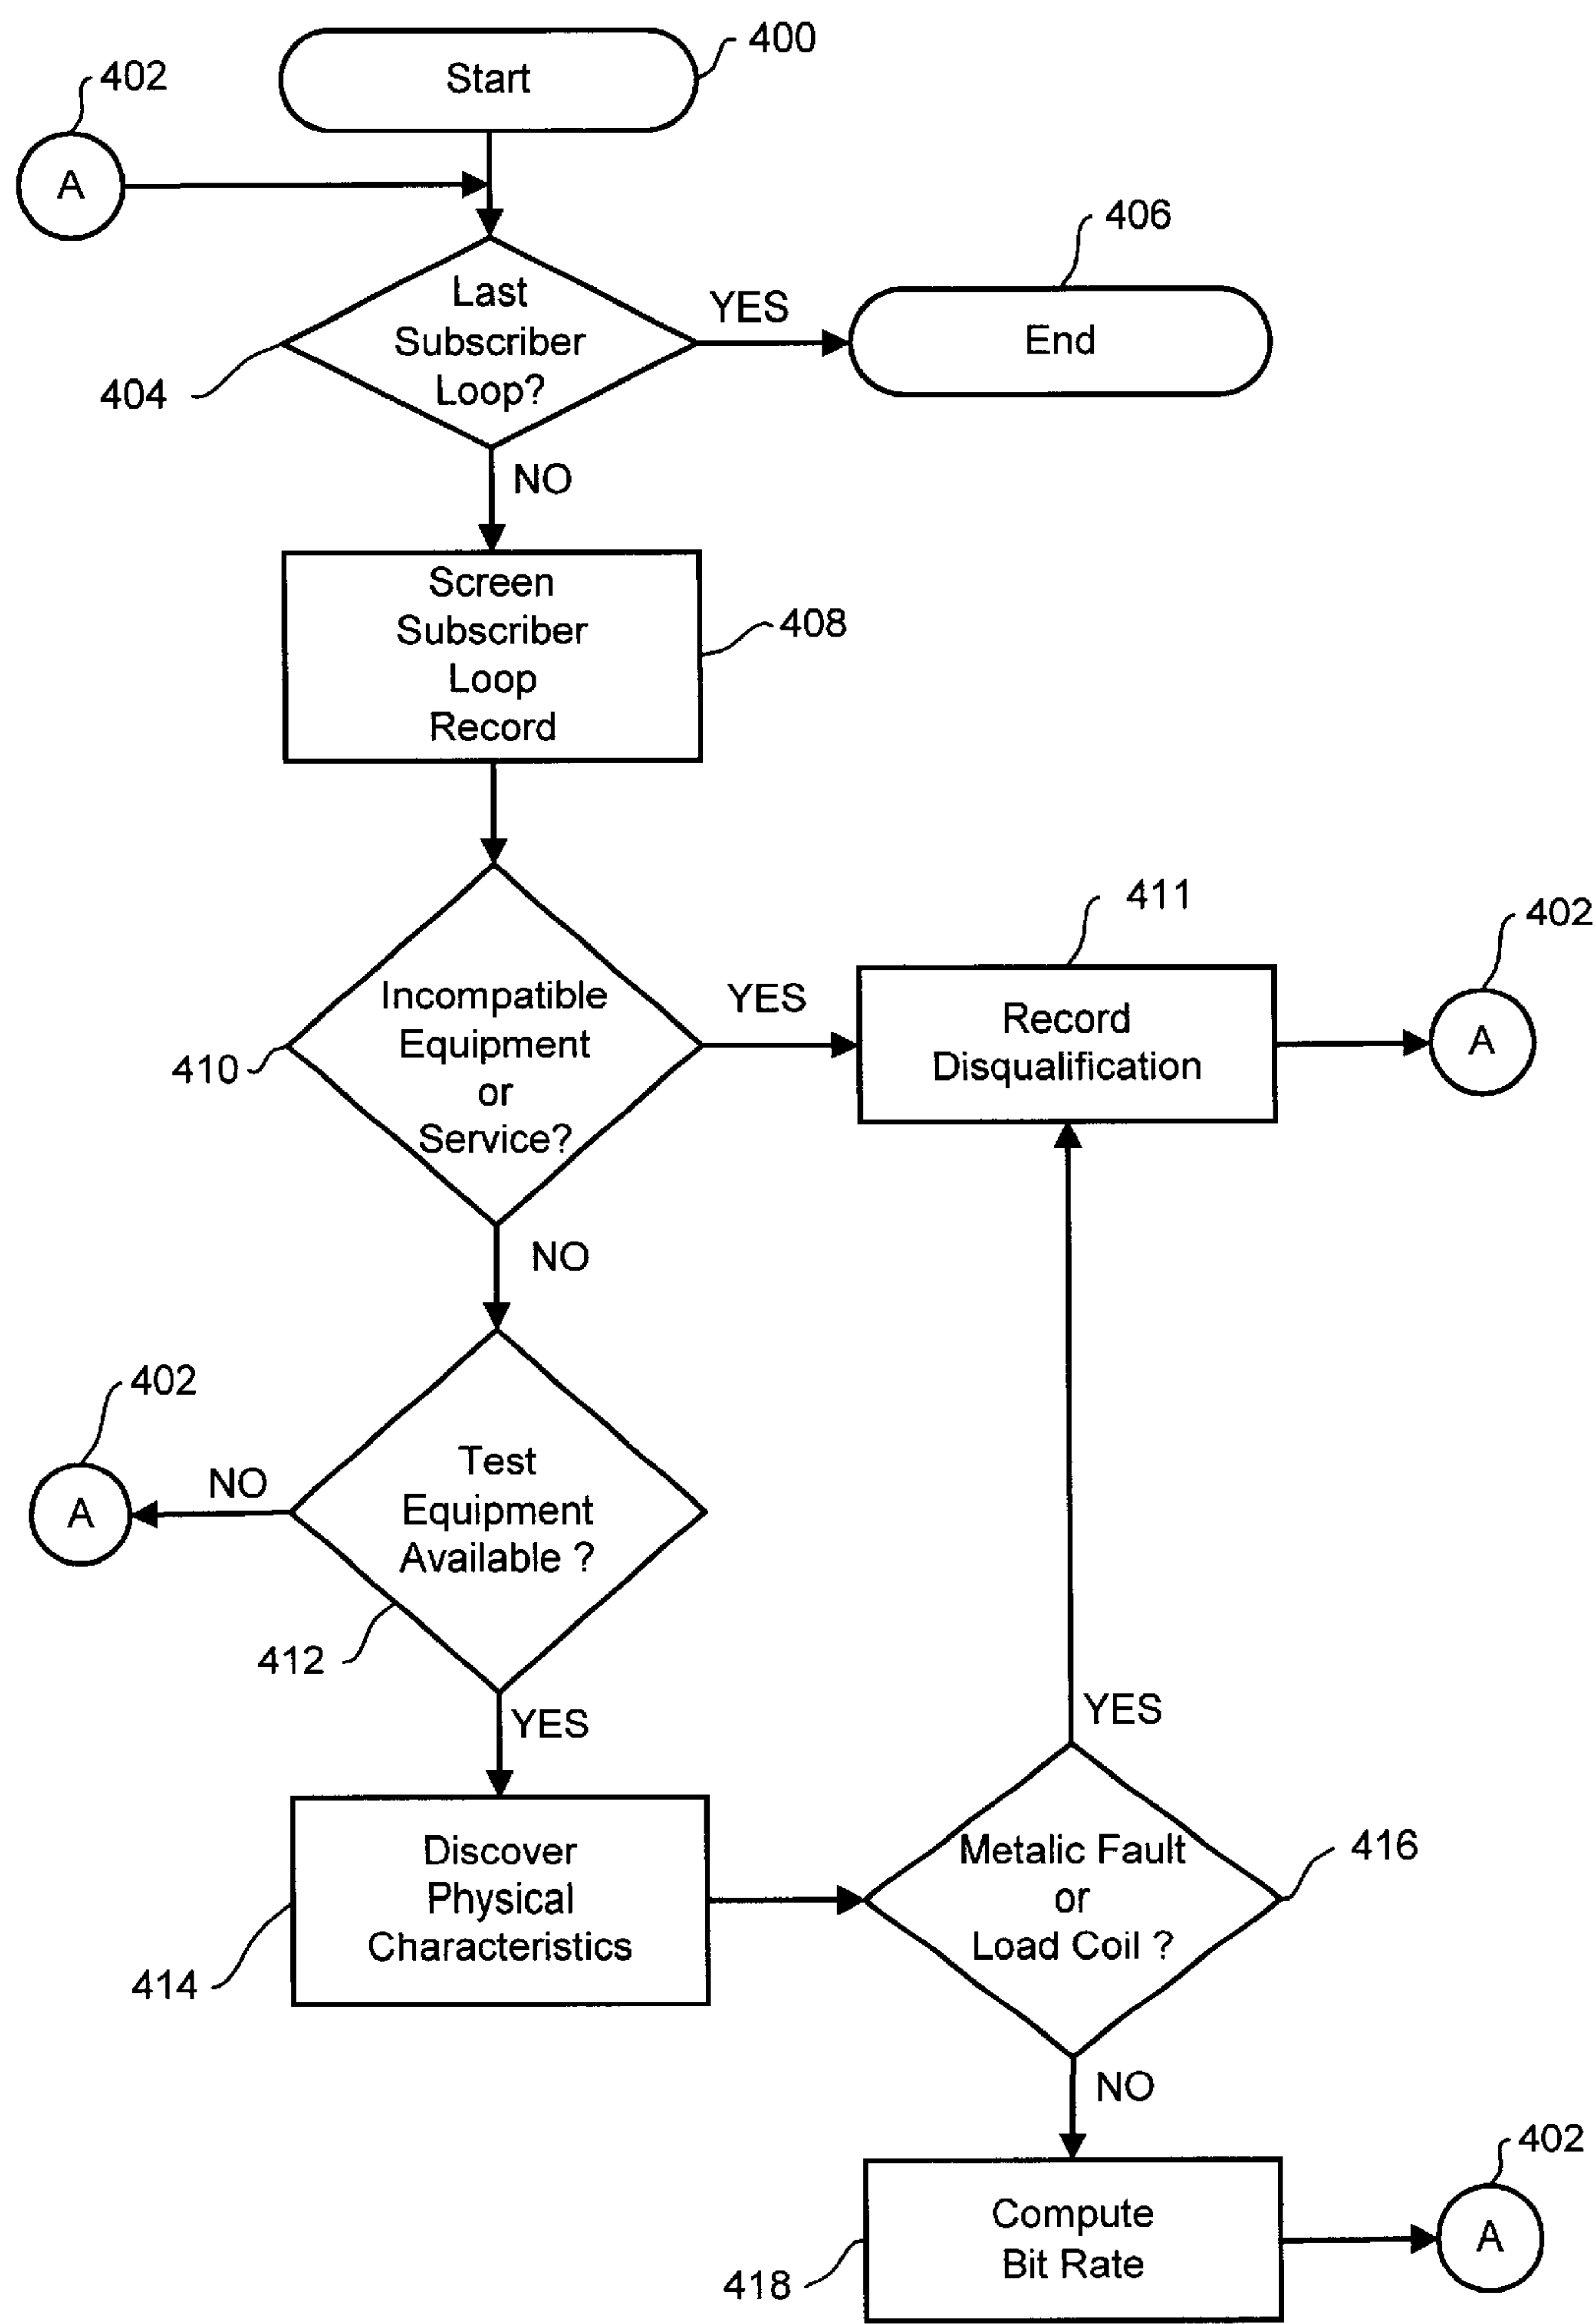 400
Start
402
A
406
Last
Subscriber
Loop?
YES
End
404
NO
Screen
Subscriber
Loop
Record
408
411
402
Incompatible
Equipment
or
Service?
YES
Record
Disqualification
A
410
NO
402
Test
Equipment
Available ?
NO
A
412
YES
YES
Discover
Physical
Characteristics
Metalic Fault
or
Load Coil ?
416
414
NO
402
Compute
Bit Rate
A
418